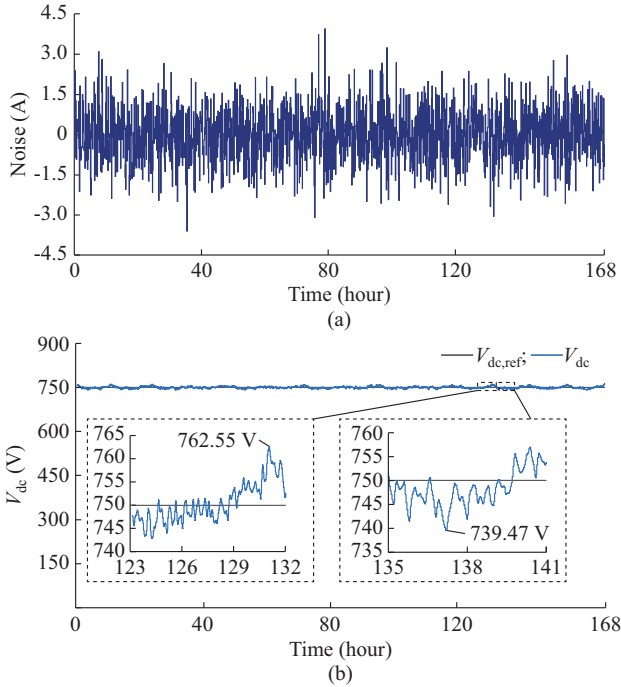 4.5
3.0
1.5
0
-1.5
-3.0
-4.5
Noise (A)
0 40 80 120 168
Time (hour)
(a)
900
750
600
450
300
150
V_dc (V)
V_dc,ref; V_dc
765
760
755
750
745
740
762.55 V
123 126 129 132
760
755
750
745
740
735
739.47 V
135 138 141
0 40 80 120 168
Time (hour)
(b)